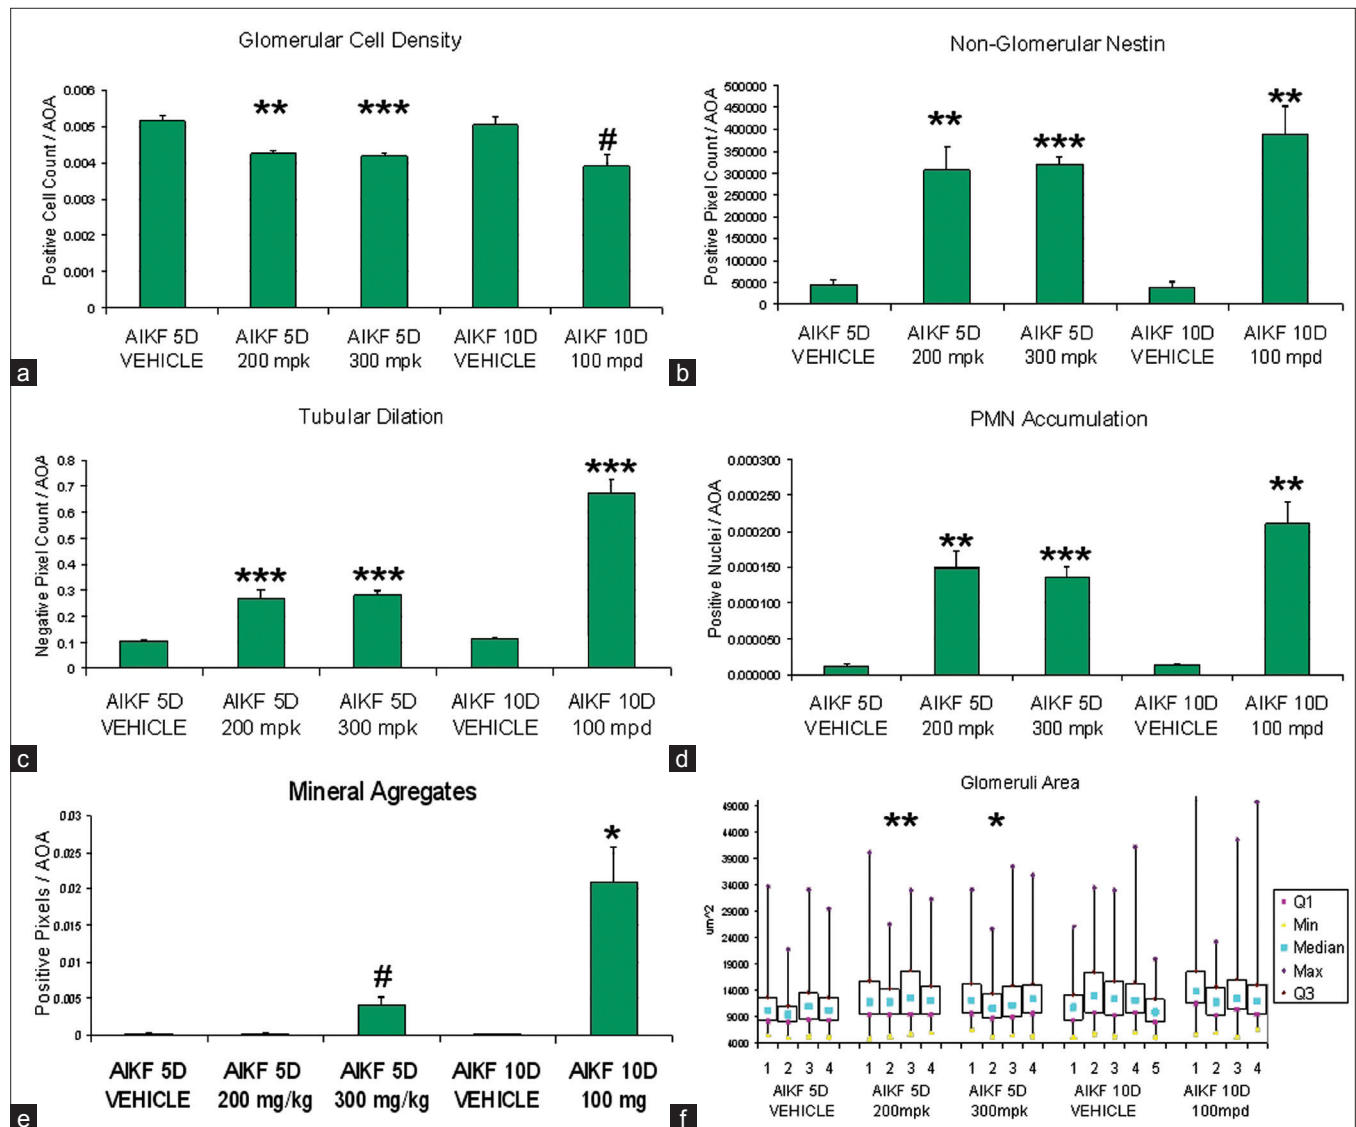 Glomerular Cell Density
Positive Cell Count / AOA
0.006
0.005
0.004
0.003
0.002
0.001
0
** *** #
AIKF 5D AIKF 5D AIKF 5D AIKF 10D AIKF 10D
VEHICLE 200 mpk 300 mpk VEHICLE 100 mpd
a
Non-Glomerular Nestin
Positive Pixel Count / AOA
500000
450000
400000
350000
300000
250000
200000
150000
100000
50000
0
** *** **
AIKF 5D AIKF 5D AIKF 5D AIKF 10D AIKF 10D
VEHICLE 200 mpk 300 mpk VEHICLE 100 mpd
b
Tubular Dilation
Negative Pixel Count / AOA
0.8
0.7
0.6
0.5
0.4
0.3
0.2
0.1
0
*** *** ***
AIKF 5D AIKF 5D AIKF 5D AIKF 10D AIKF 10D
VEHICLE 200 mpk 300 mpk VEHICLE 100 mpd
c
PMN Accumulation
Positive Nuclei / AOA
0.000300
0.000250
0.000200
0.000150
0.000100
0.000050
0.000000
** *** **
AIKF 5D AIKF 5D AIKF 5D AIKF 10D AIKF 10D
VEHICLE 200 mpk 300 mpk VEHICLE 100 mpd
d
Mineral Agregates
Positive Pixels / AOA
0.03
0.025
0.02
0.015
0.01
0.005
0
# *
AIKF 5D AIKF 5D AIKF 5D AIKF 10D AIKF 10D
VEHICLE 200 mg/kg 300 mg/kg VEHICLE 100 mg
e
Glomeruli Area
um^2
49000
44000
39000
34000
29000
24000
19000
14000
9000
4000
** *
1 2 3 4 1 2 3 4 1 2 3 4 1 2 3 4 5 1 2 3 4
AIKF 5D AIKF 5D AIKF 5D AIKF 10D AIKF 10D
VEHICLE 200mpk 300mpk VEHICLE 100mpd
Q1
Min
Median
Max
Q3
f